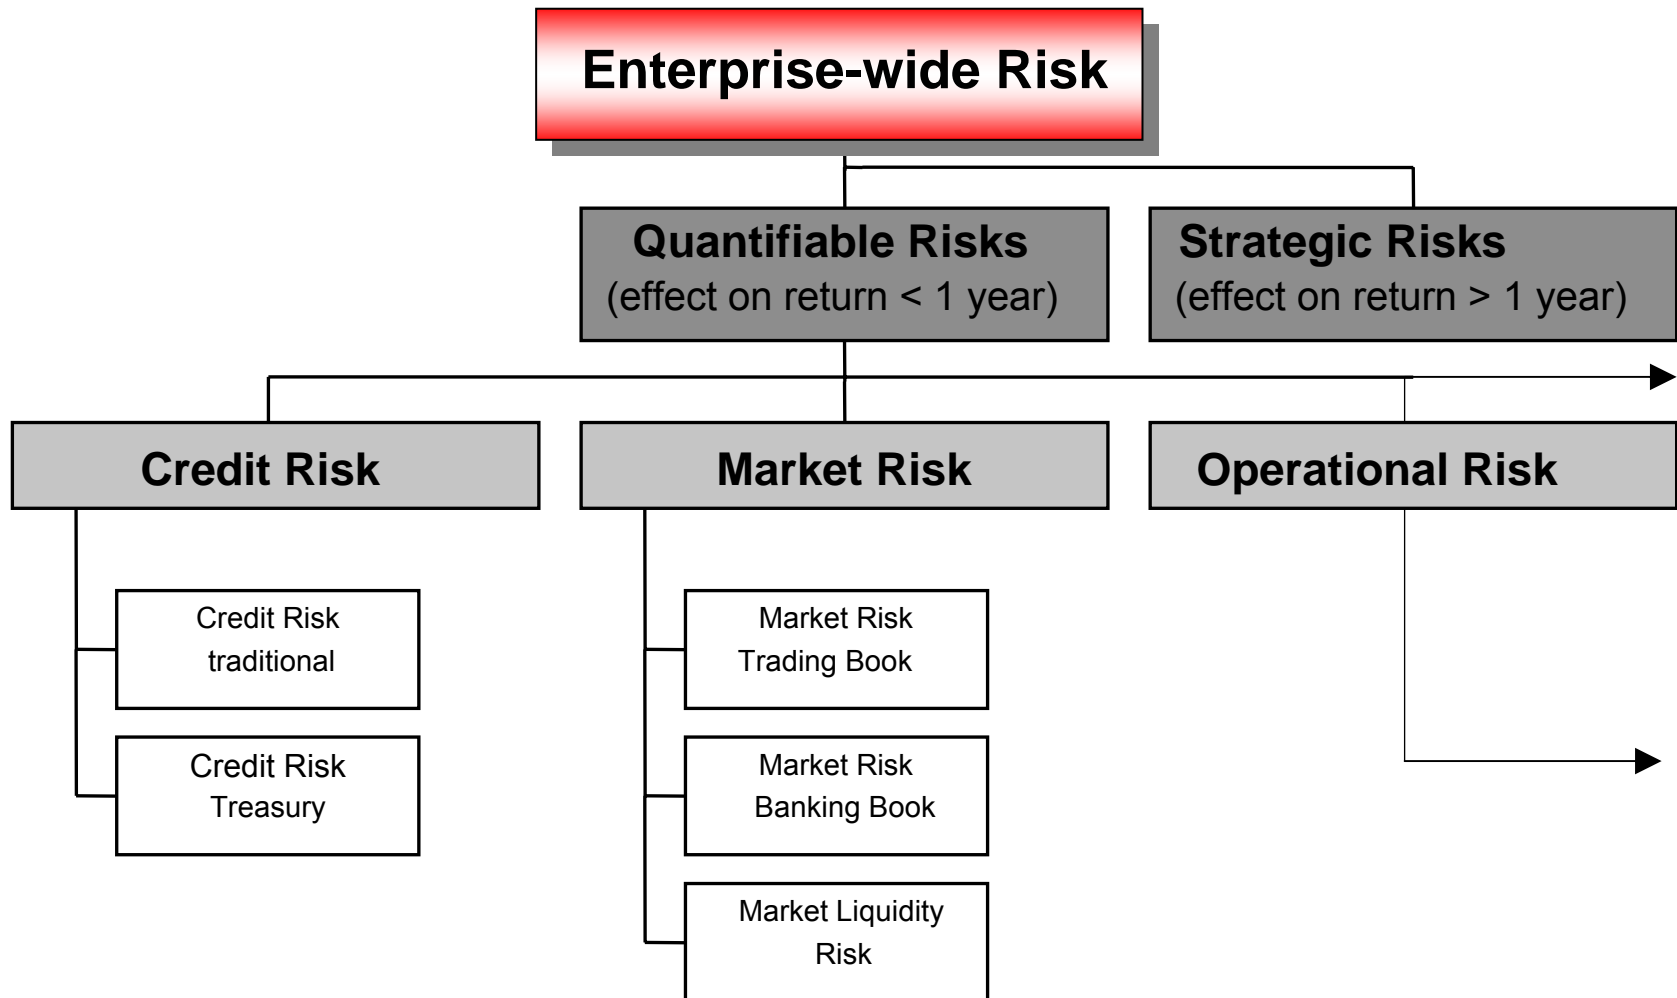 Enterprise-wide Risk
Quantifiable Risks
(effect on return < 1 year)
Strategic Risks
(effect on return > 1 year)
Credit Risk
Market Risk
Operational Risk
Credit Risk
traditional
Credit Risk
Treasury
Market Risk
Trading Book
Market Risk
Banking Book
Market Liquidity
Risk